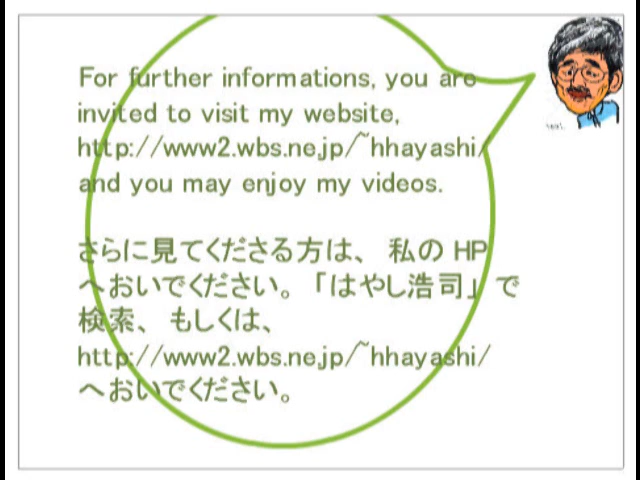 For further informations, you are
invited to visit my website,
http://www2.wbs.ne.jp/~hhayashi/
and you may enjoy my videos.
さらに見てくださる方は、 私の HP
へおいでください。「はやし浩司」で
検索、 もしくは、
http://www2.wbs.ne.jp/~hhayashi/
へおいでください。